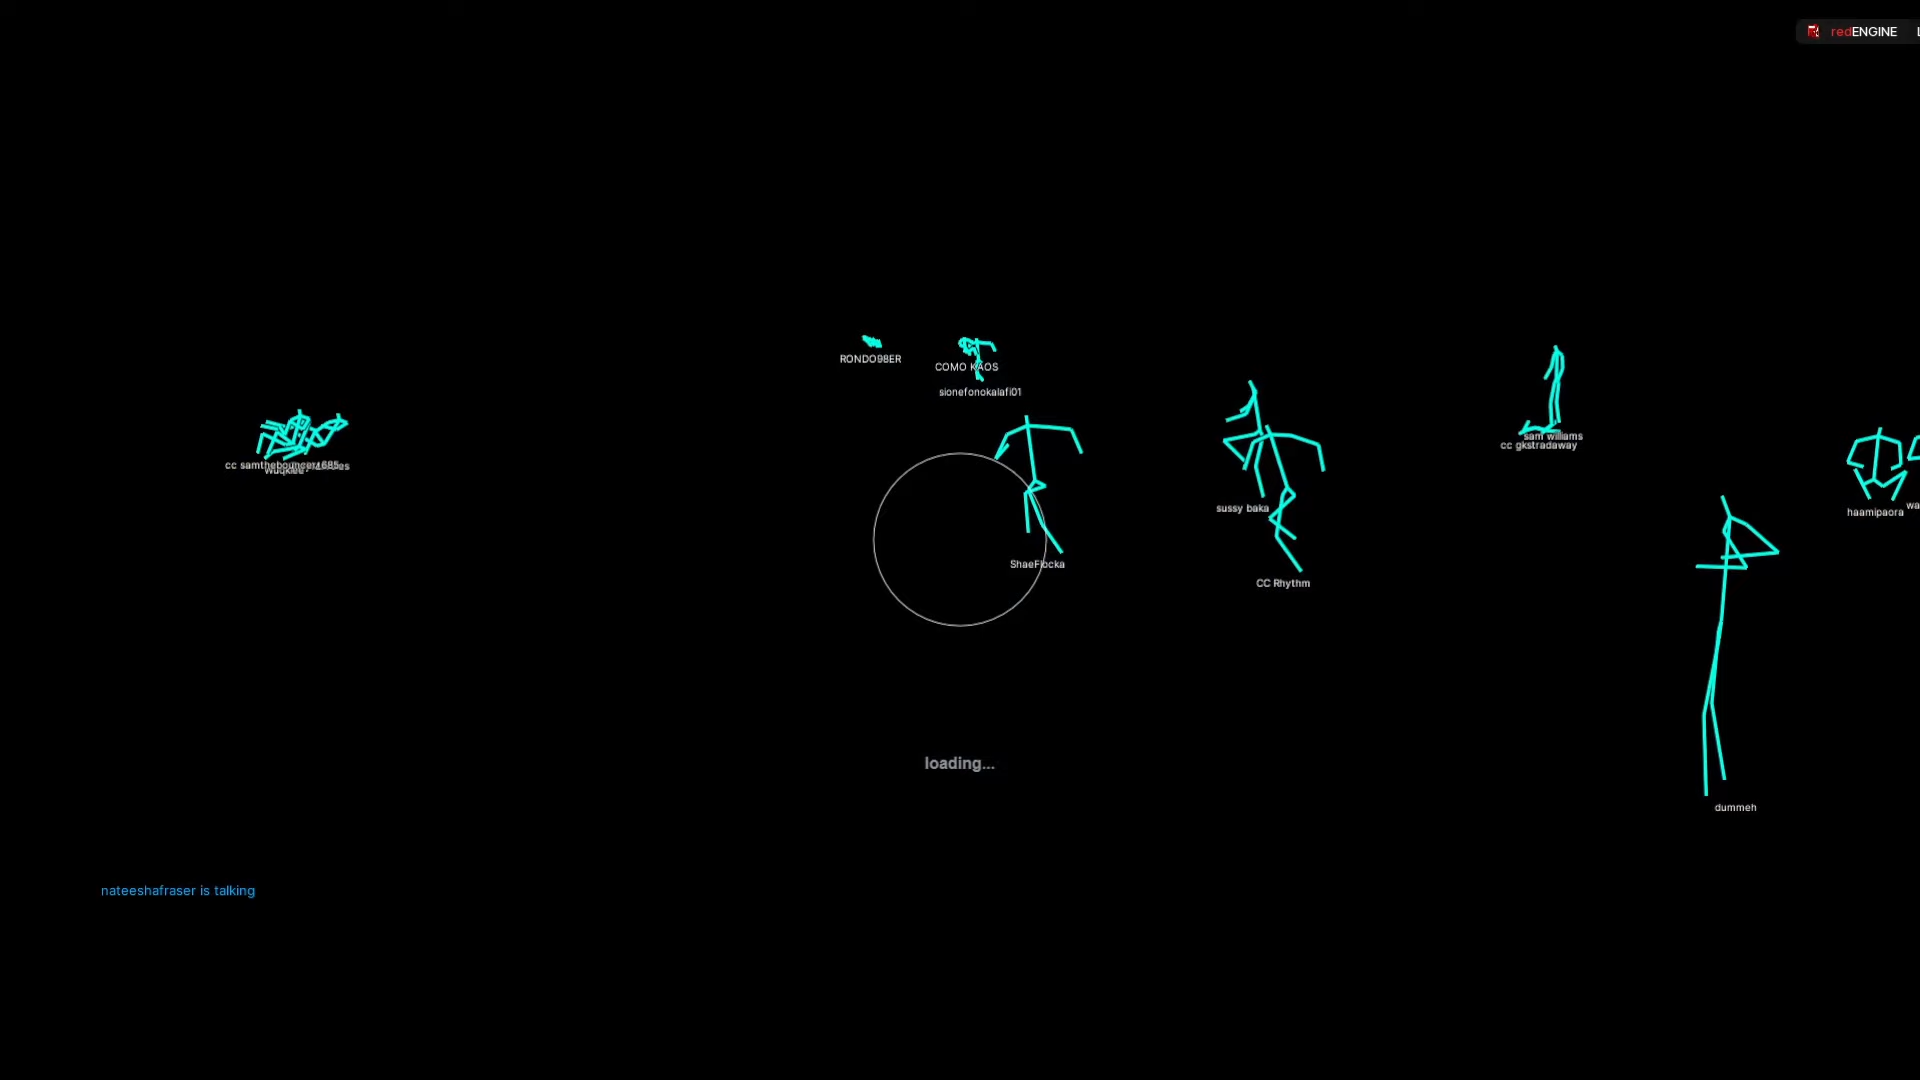 redENGINE
RONDO98ER
COMO KAOS
sionefonokalafi01
sam williams
cc gkstradaway
cc samthebouncer1685
sussy baka
haamipaora
wa
ShaeFlocka
CC Rhythm
loading...
dummeh
nateeshafraser is talking